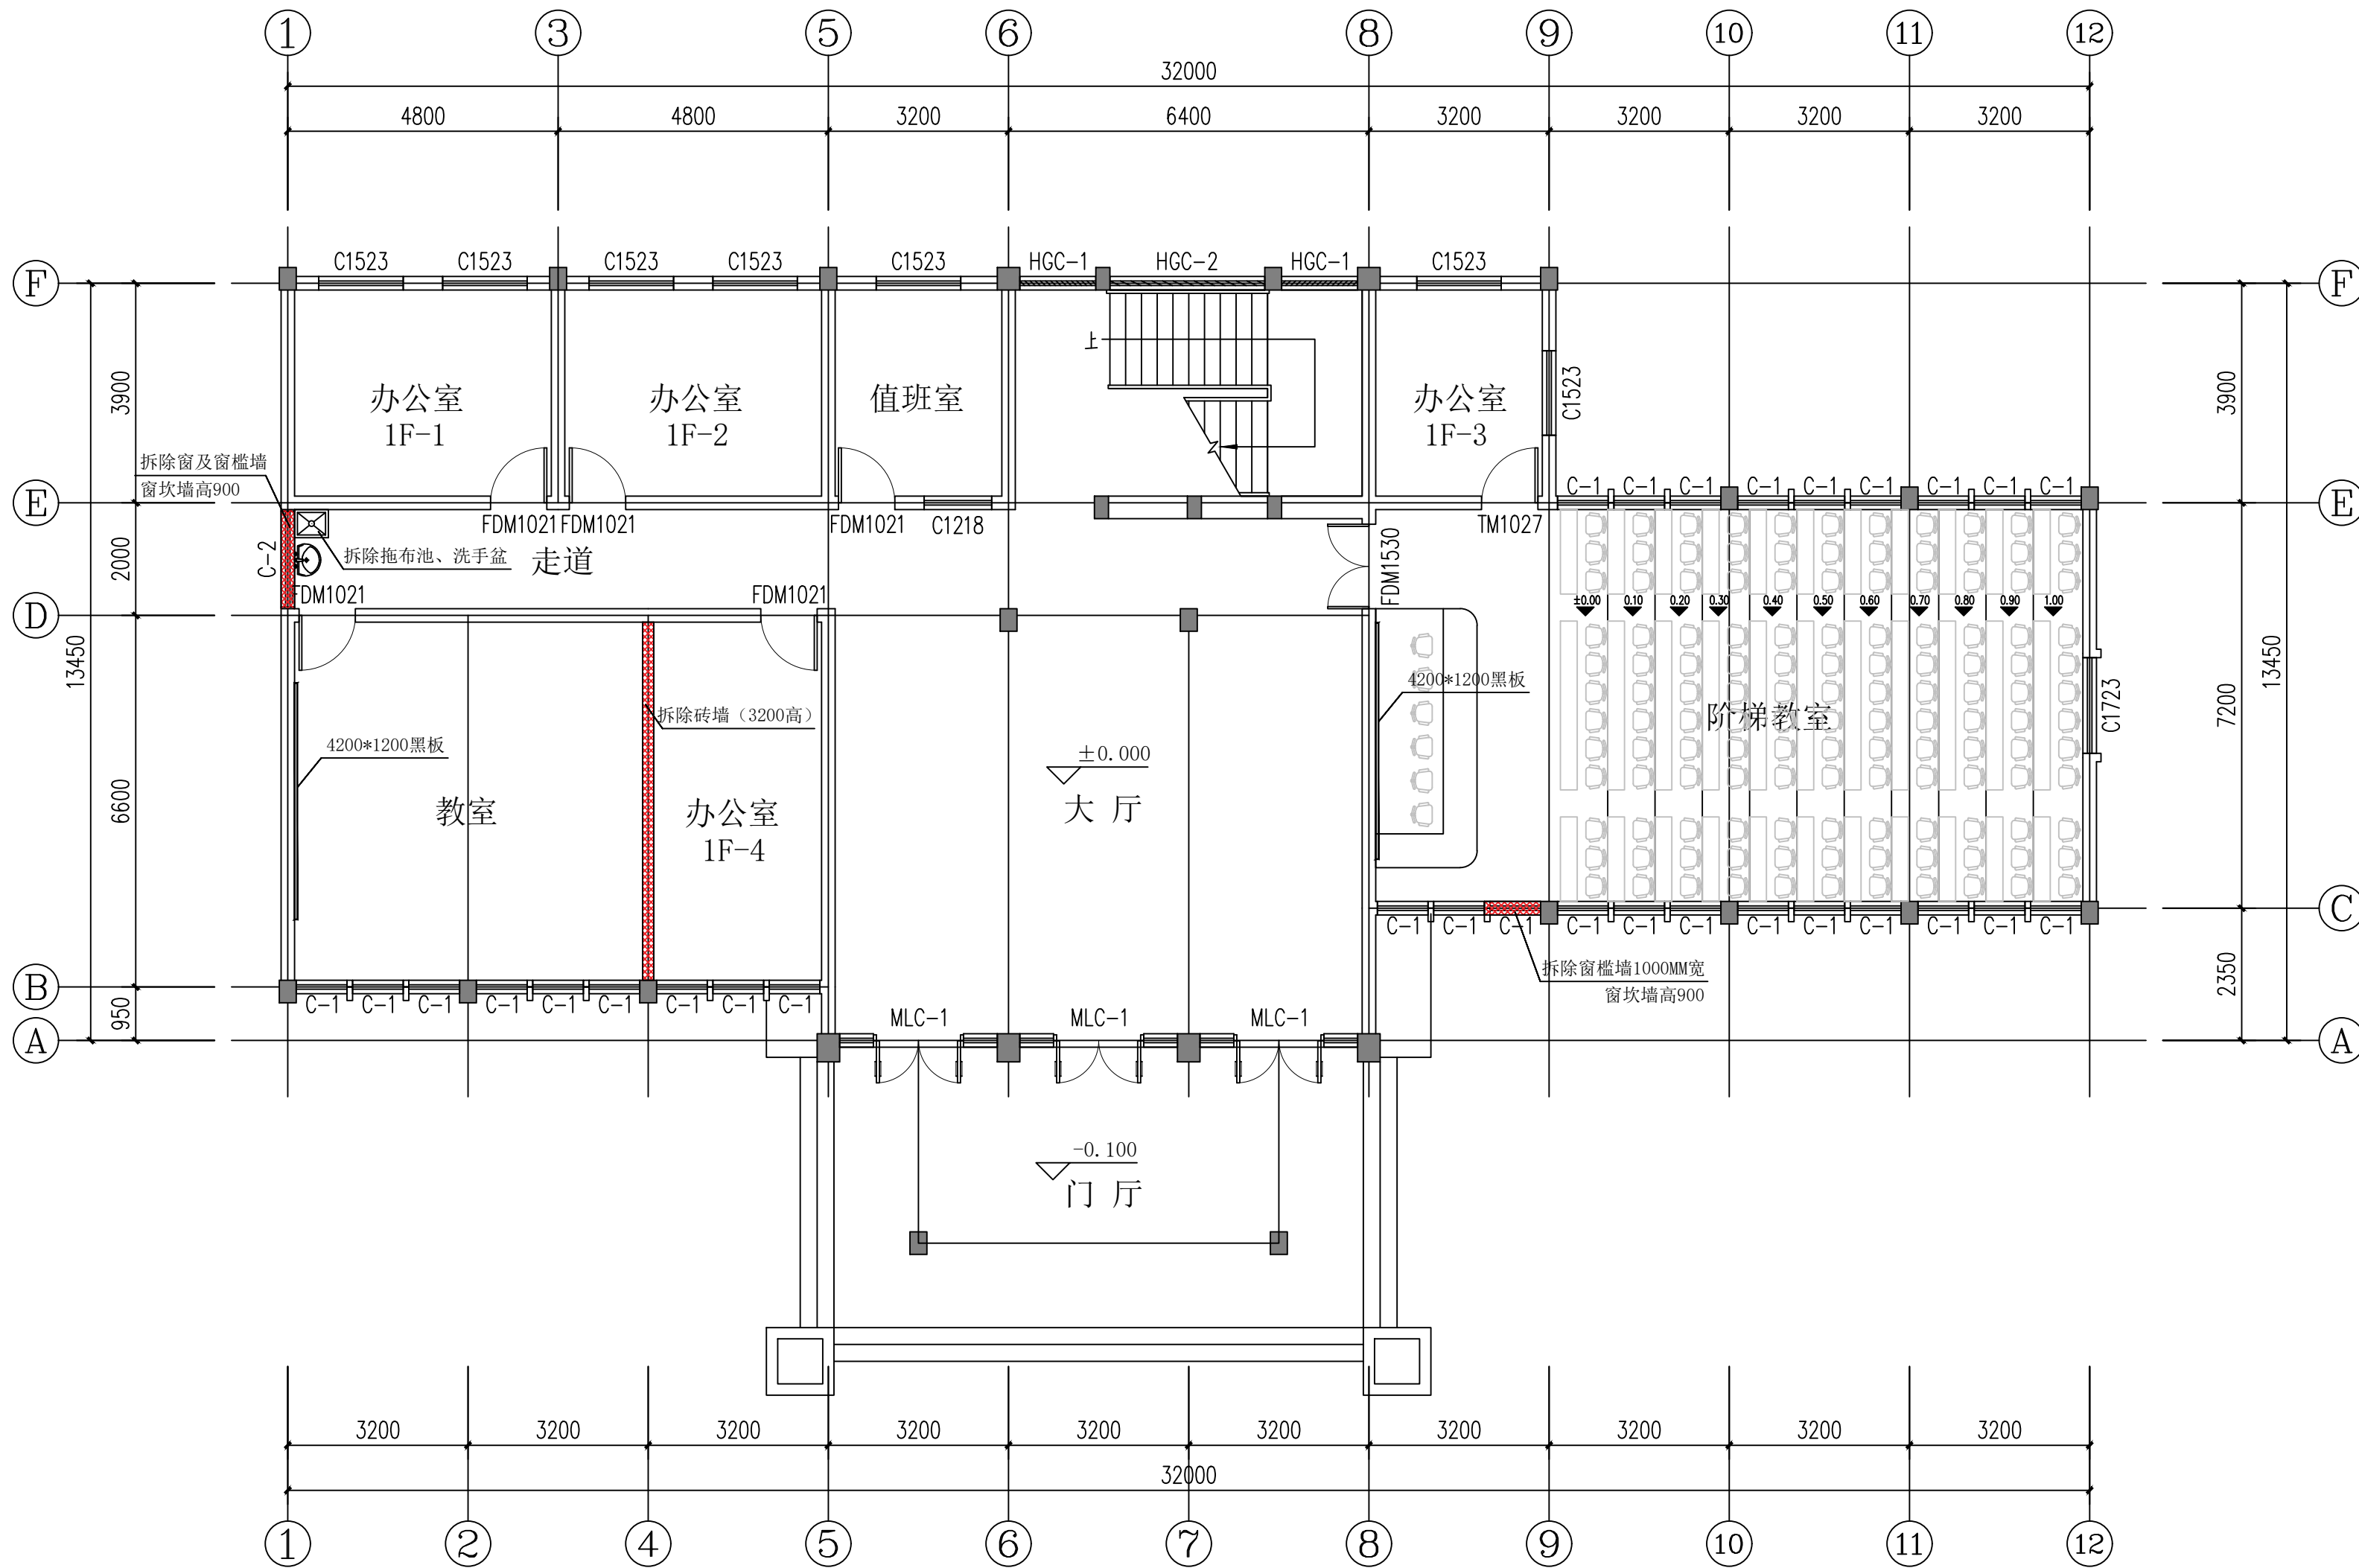 1 3 5 6 8 9 10 11 12
32000
4800 4800 3200 6400 3200 3200 3200 3200
C1523 C1523 C1523 C1523 C1523 HGC-1 HGC-2 HGC-1 C1523
F F
上
3900 3900
C1523
办公室 办公室 值班室 办公室
1F-1 1F-2 1F-3
拆除窗及窗槛墙
窗坎墙高900
C-1 C-1 C-1 C-1 C-1 C-1 C-1 C-1 C-1
E E
FDM1021 FDM1021 FDM1021 C1218 TM1027
拆除拖布池、洗手盆
走道
C-2
2000
FDM1530
FDM1021 FDM1021
±0.00 0.10 0.20 0.30 0.40 0.50 0.60 0.70 0.80 0.90 1.00
D
13450 13450
4200*1200黑板
拆除砖墙（3200高）
阶梯教室
C1723
7200
4200*1200黑板
±0.000
6600
教室 办公室 大 厅
1F-4
C
C-1 C-1 C-1 C-1 C-1 C-1 C-1 C-1 C-1 C-1 C-1 C-1
拆除窗槛墙1000MM宽
窗坎墙高900
2350
B
C-1 C-1 C-1 C-1 C-1 C-1 C-1 C-1 C-1
950
MLC-1 MLC-1 MLC-1
A A
-0.100
门 厅
3200 3200 3200 3200 3200 3200 3200 3200 3200 3200
32000
1 2 4 5 6 7 8 9 10 11 12